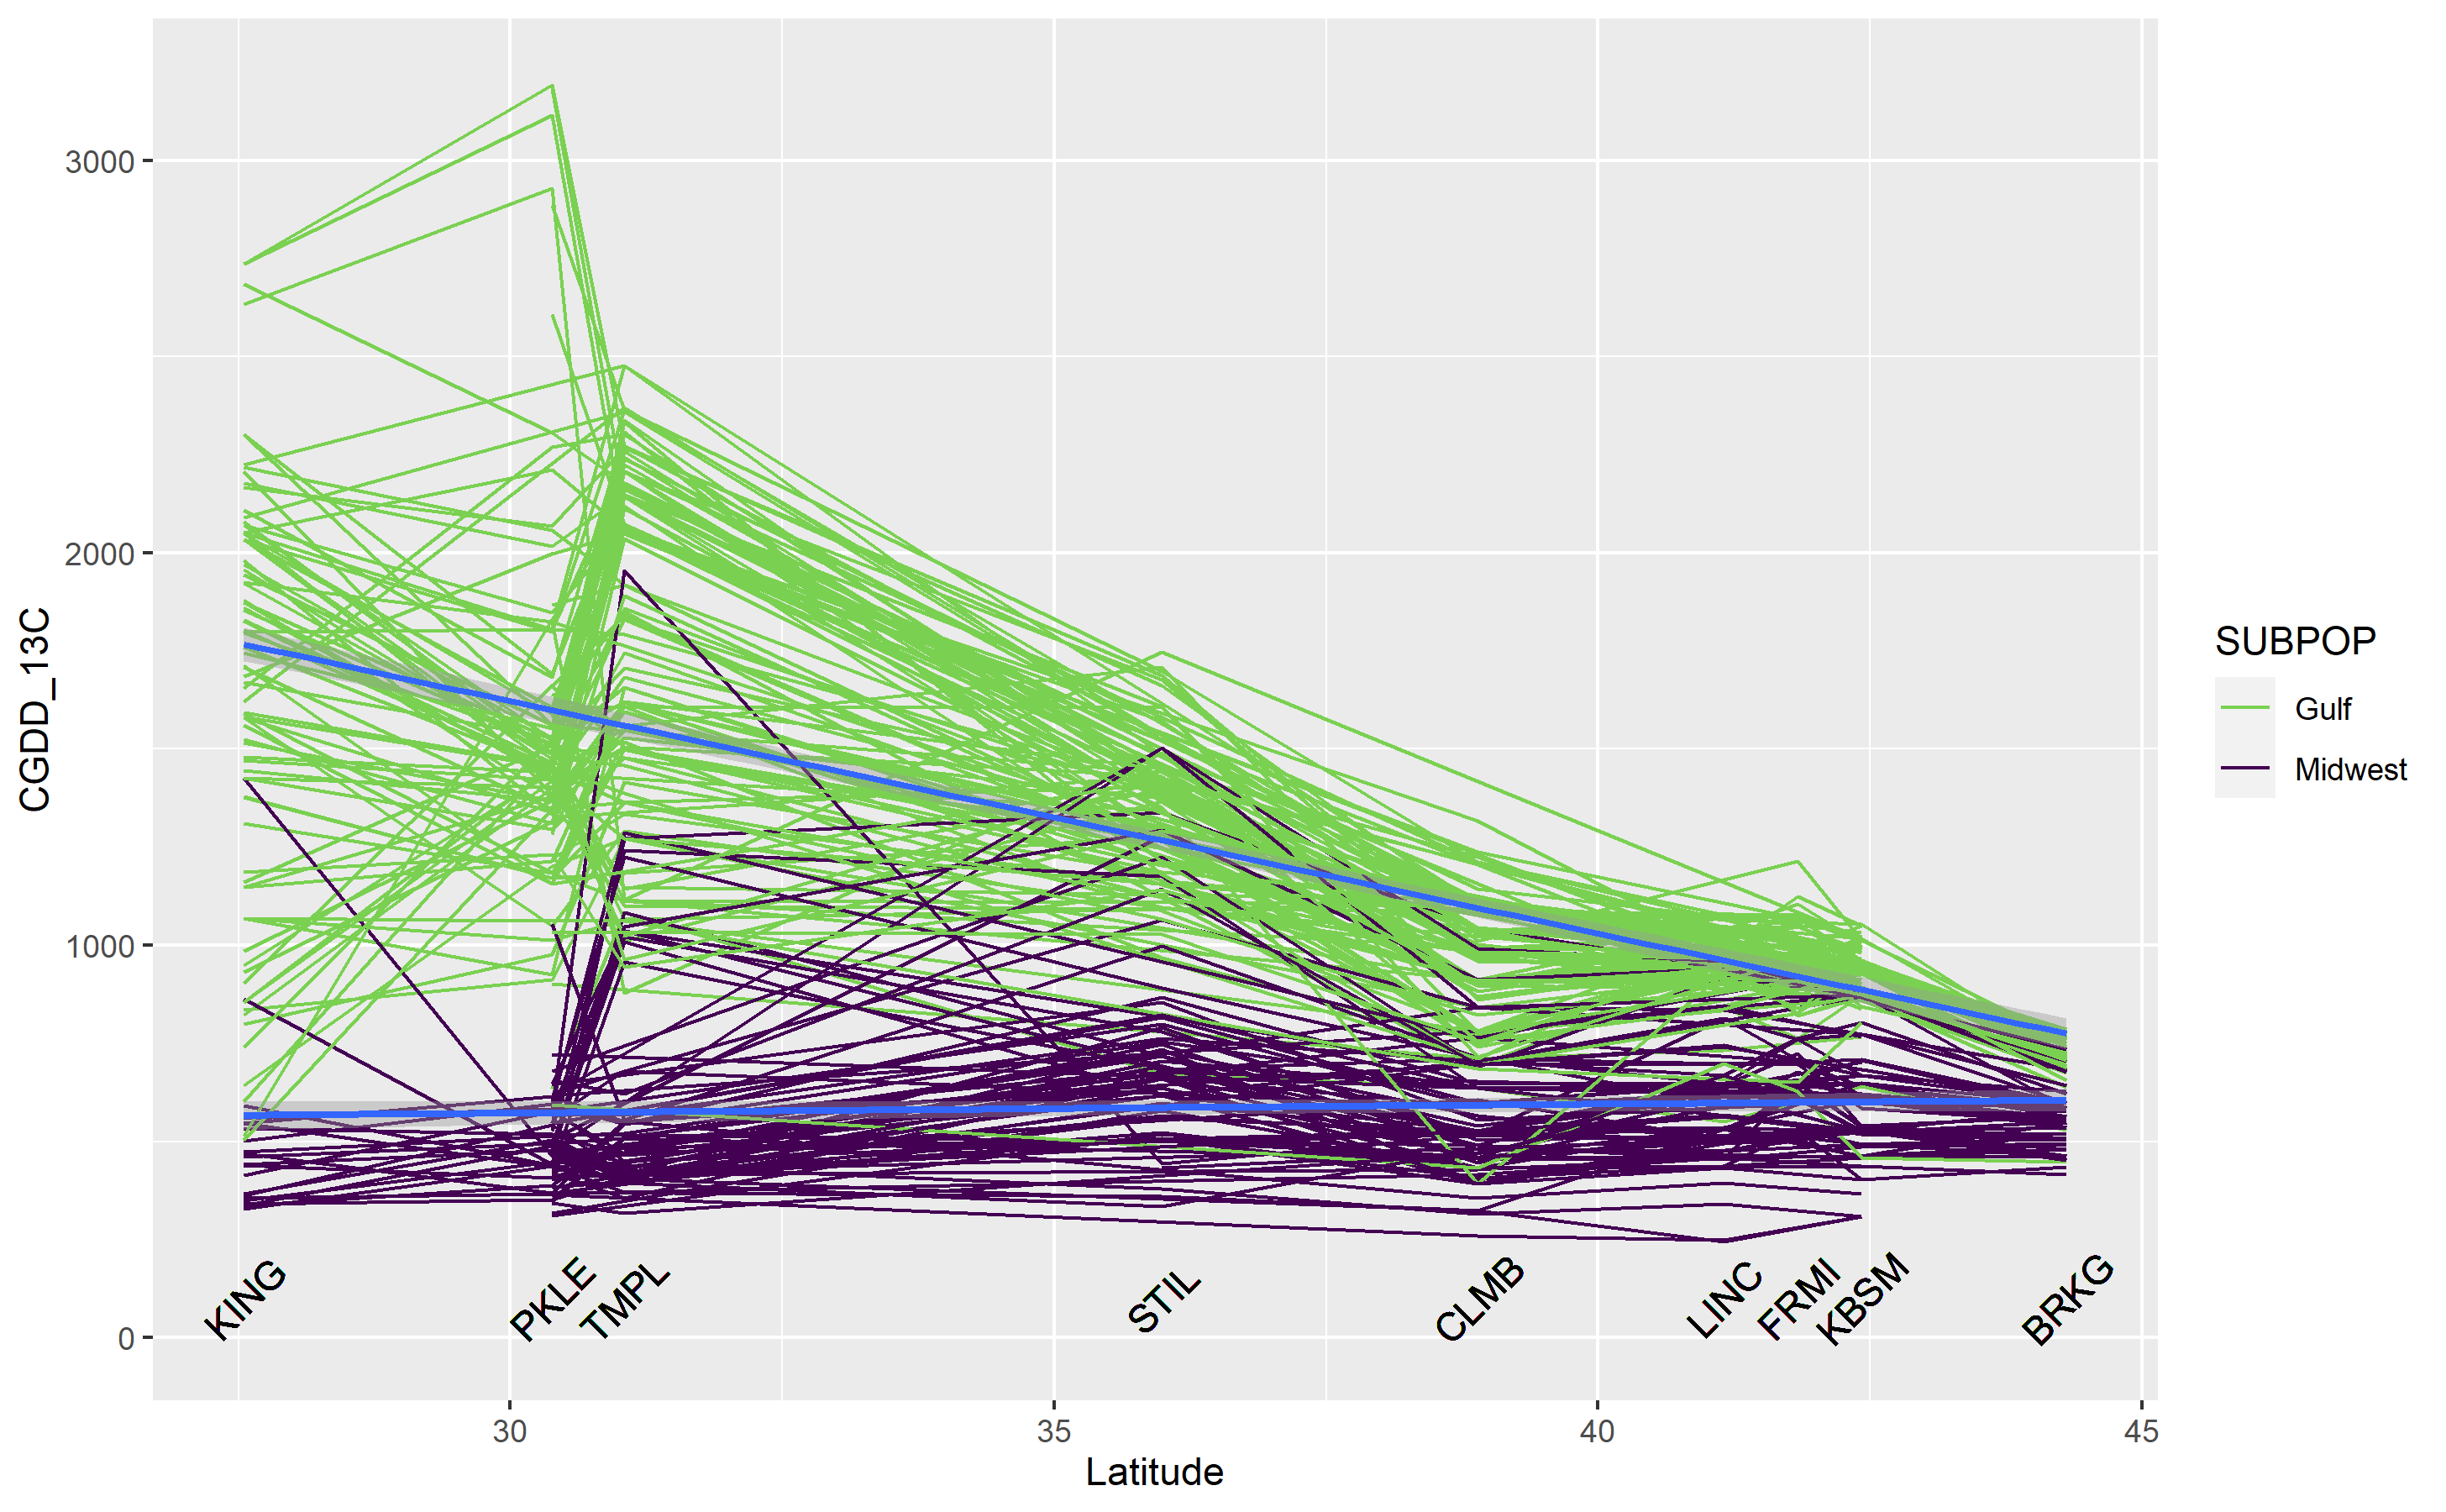 3000
2000
1000
0
CGDD_13C
KING
PKLE
TMPL
STIL
CLMB
LINC
FRMI
KBSM
BRKG
30
35
40
45
Latitude
SUBPOP
Gulf
Midwest